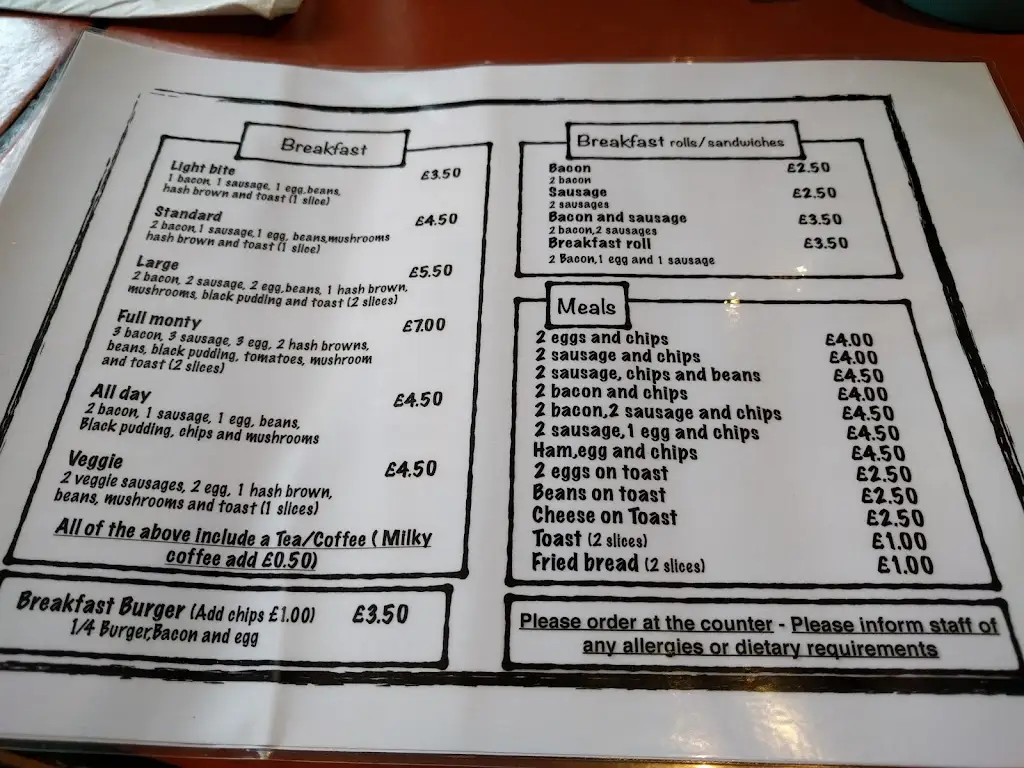 Breakfast
Light bite £3.50
1 bacon, 1 sausage, 1 egg,beans,
hash brown and toast (1 slice)
Standard £4.50
2 bacon,1 sausage,1 egg, beans,mushrooms
hash brown and toast (1 slice)
Large £5.50
2 bacon, 2 sausage, 2 egg,beans, 1 hash brown,
mushrooms, black pudding and toast (2 slices)
Full monty £7.00
3 bacon, 3 sausage, 3 egg, 2 hash browns,
beans, black pudding, tomatoes, mushroom
and toast (2 slices)
All day £4.50
2 bacon, 1 sausage, 1 egg, beans,
Black pudding, chips and mushrooms
Veggie £4.50
2 veggie sausages, 2 egg, 1 hash brown,
beans, mushrooms and toast (1 slices)
All of the above include a Tea/Coffee ( Milky
coffee add £0.50)
Breakfast Burger (Add chips £1.00) £3.50
1/4 Burger,Bacon and egg
Breakfast rolls/sandwiches
Bacon £2.50
2 bacon
Sausage £2.50
2 sausages
Bacon and sausage £3.50
2 bacon,2 sausages
Breakfast roll £3.50
2 Bacon,1 egg and 1 sausage
Meals
2 eggs and chips £4.00
2 sausage and chips £4.00
2 sausage, chips and beans £4.50
2 bacon and chips £4.00
2 bacon,2 sausage and chips £4.50
2 sausage,1 egg and chips £4.50
Ham,egg and chips £4.50
2 eggs on toast £2.50
Beans on toast £2.50
Cheese on Toast £2.50
Toast (2 slices) £1.00
Fried bread (2 slices) £1.00
Please order at the counter - Please inform staff of
any allergies or dietary requirements